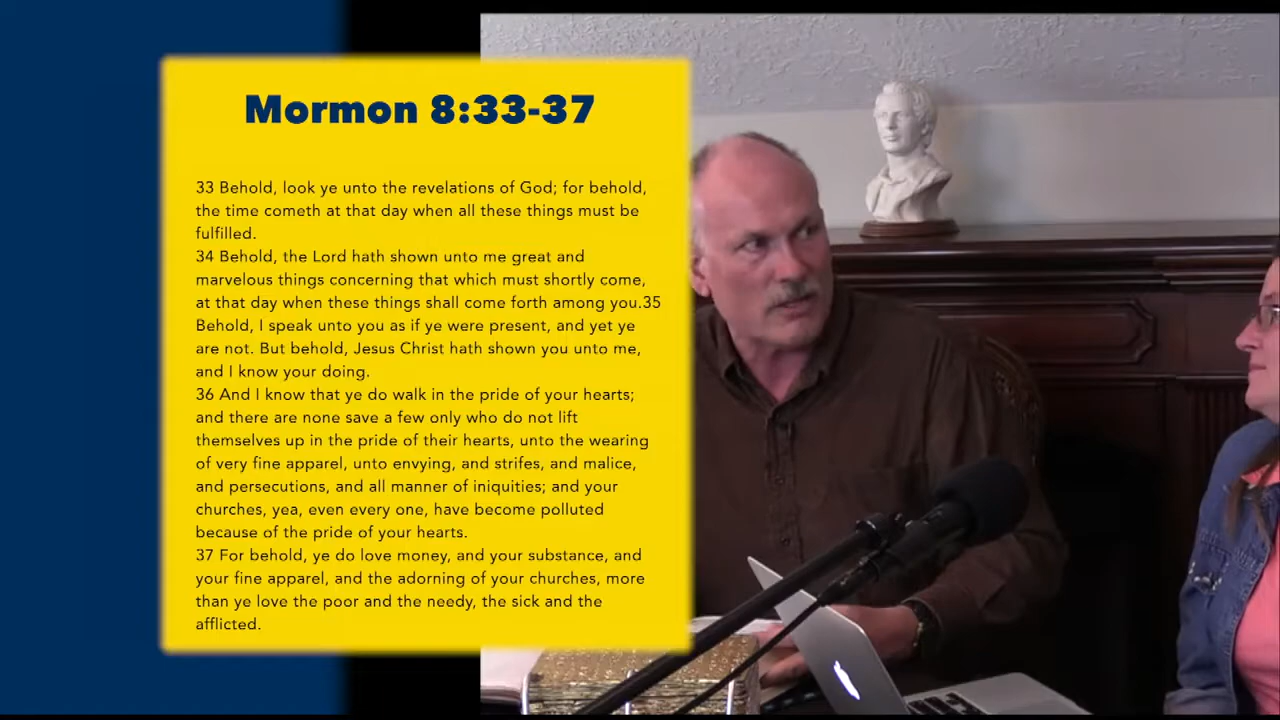 Mormon 8:33-37
33 Behold, look ye unto the revelations of God; for behold,
the time cometh at that day when all these things must be
fulfilled.
34 Behold, the Lord hath shown unto me great and
marvelous things concerning that which must shortly come,
at that day when these things shall come forth among you.35
Behold, I speak unto you as if ye were present, and yet ye
are not. But behold, Jesus Christ hath shown you unto me,
and I know your doing.
36 And I know that ye do walk in the pride of your hearts;
and there are none save a few only who do not lift
themselves up in the pride of their hearts, unto the wearing
of very fine apparel, unto envying, and strifes, and malice,
and persecutions, and all manner of iniquities; and your
churches, yea, even every one, have become polluted
because of the pride of your hearts.
37 For behold, ye do love money, and your substance, and
your fine apparel, and the adorning of your churches, more
than ye love the poor and the needy, the sick and the
afflicted.